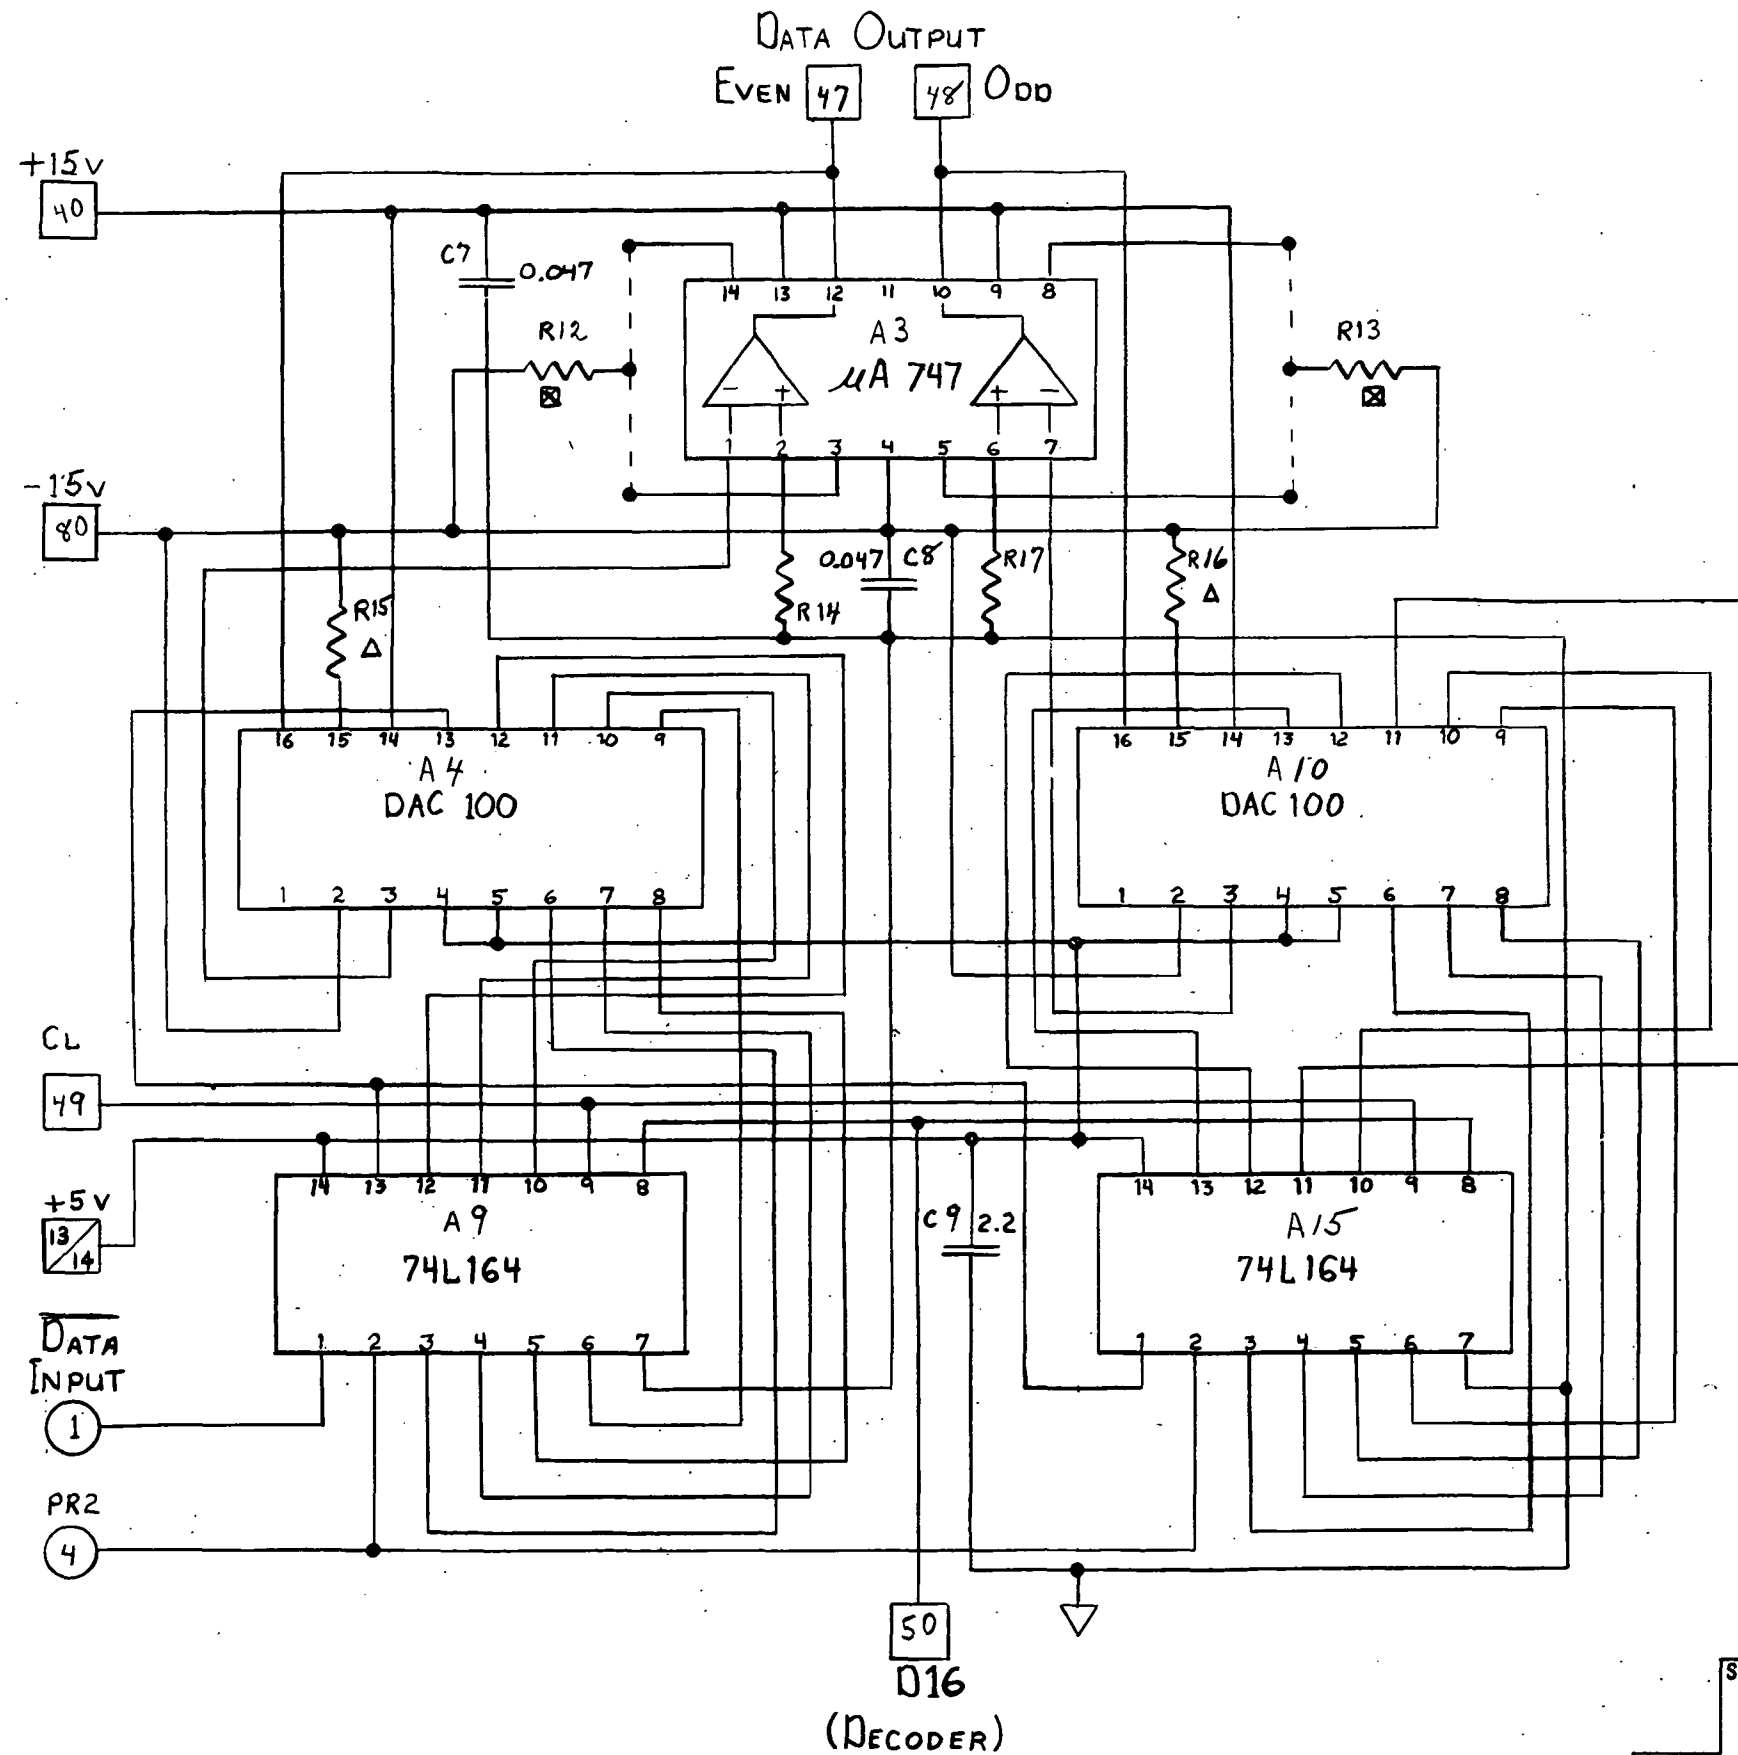 DATA OUTPUT
EVEN 47 48 ODD
+15V
40
C7 0.047
14 13 12 11 10 9 8
A3
µA 747
- + + -
1 2 3 4 5 6 7
R12
R13
-15V
80
0.047 C8
R14
R17
R15 Δ
R16 Δ
16 15 14 13 12 11 10 9
A4
DAC 100
1 2 3 4 5 6 7 8
16 15 14 13 12 11 10 9
A10
DAC 100
1 2 3 4 5 6 7 8
CL
49
+5V
13/14
14 13 12 11 10 9 8
A9
74L164
1 2 3 4 5 6 7
C9 2.2
14 13 12 11 10 9 8
A15
74L164
1 2 3 4 5 6 7
DATA
INPUT
1
PR2
4
50
D16
(DECODER)
S